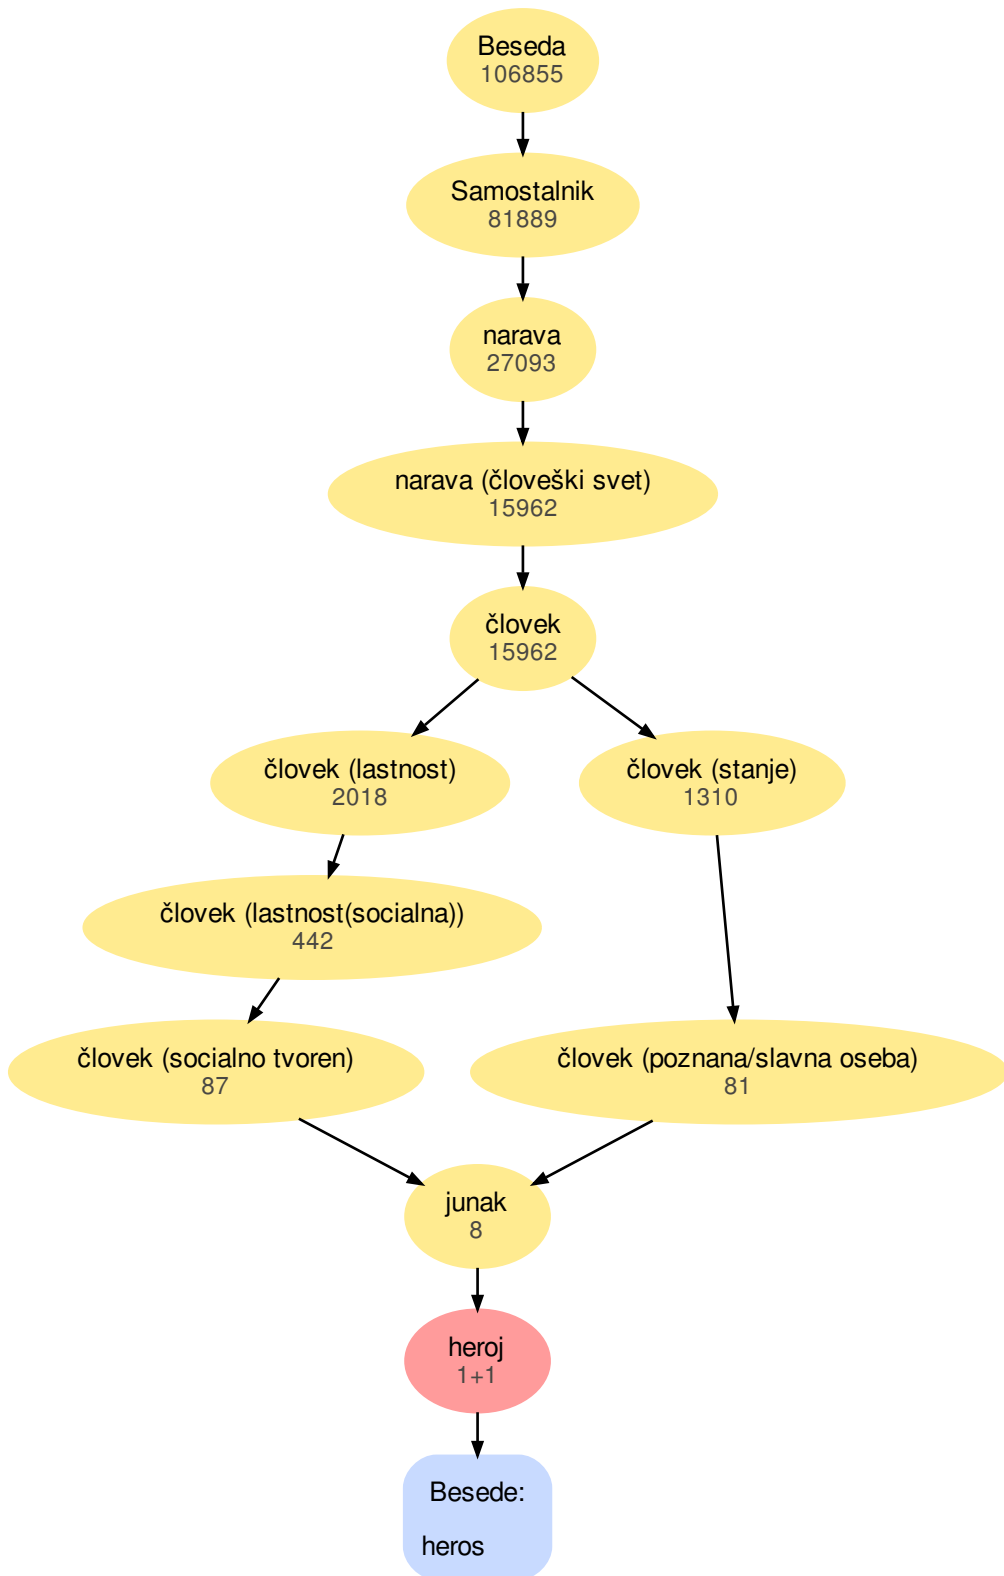 Beseda
106855
Samostalnik
81889
narava
27093
narava (človeški svet)
15962
človek
15962
človek (lastnost)
2018
človek (stanje)
1310
človek (lastnost(socialna))
442
človek (socialno tvoren)
87
človek (poznana/slavna oseba)
81
junak
8
heroj
1+1
Besede:
heros